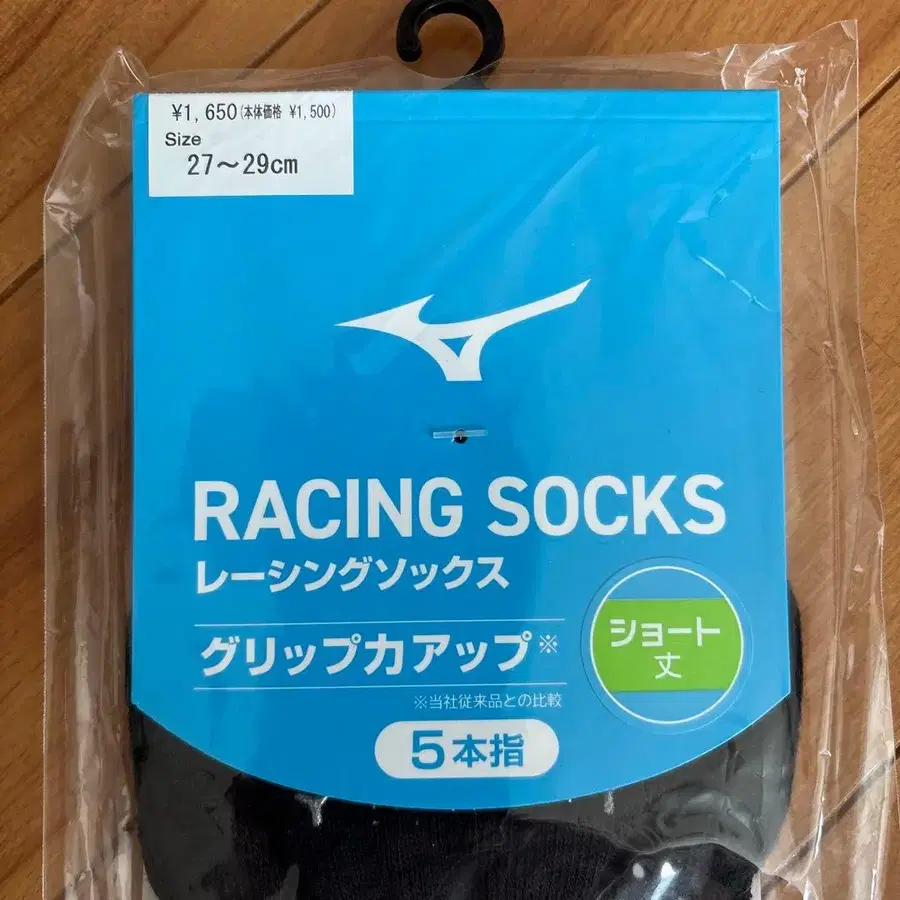 ¥1,650(本体価格 ¥1,500)
Size
27～29cm
RACING SOCKS
レーシングソックス
グリップ力アップ※
※当社従来品との比較
ショート
丈
5本指